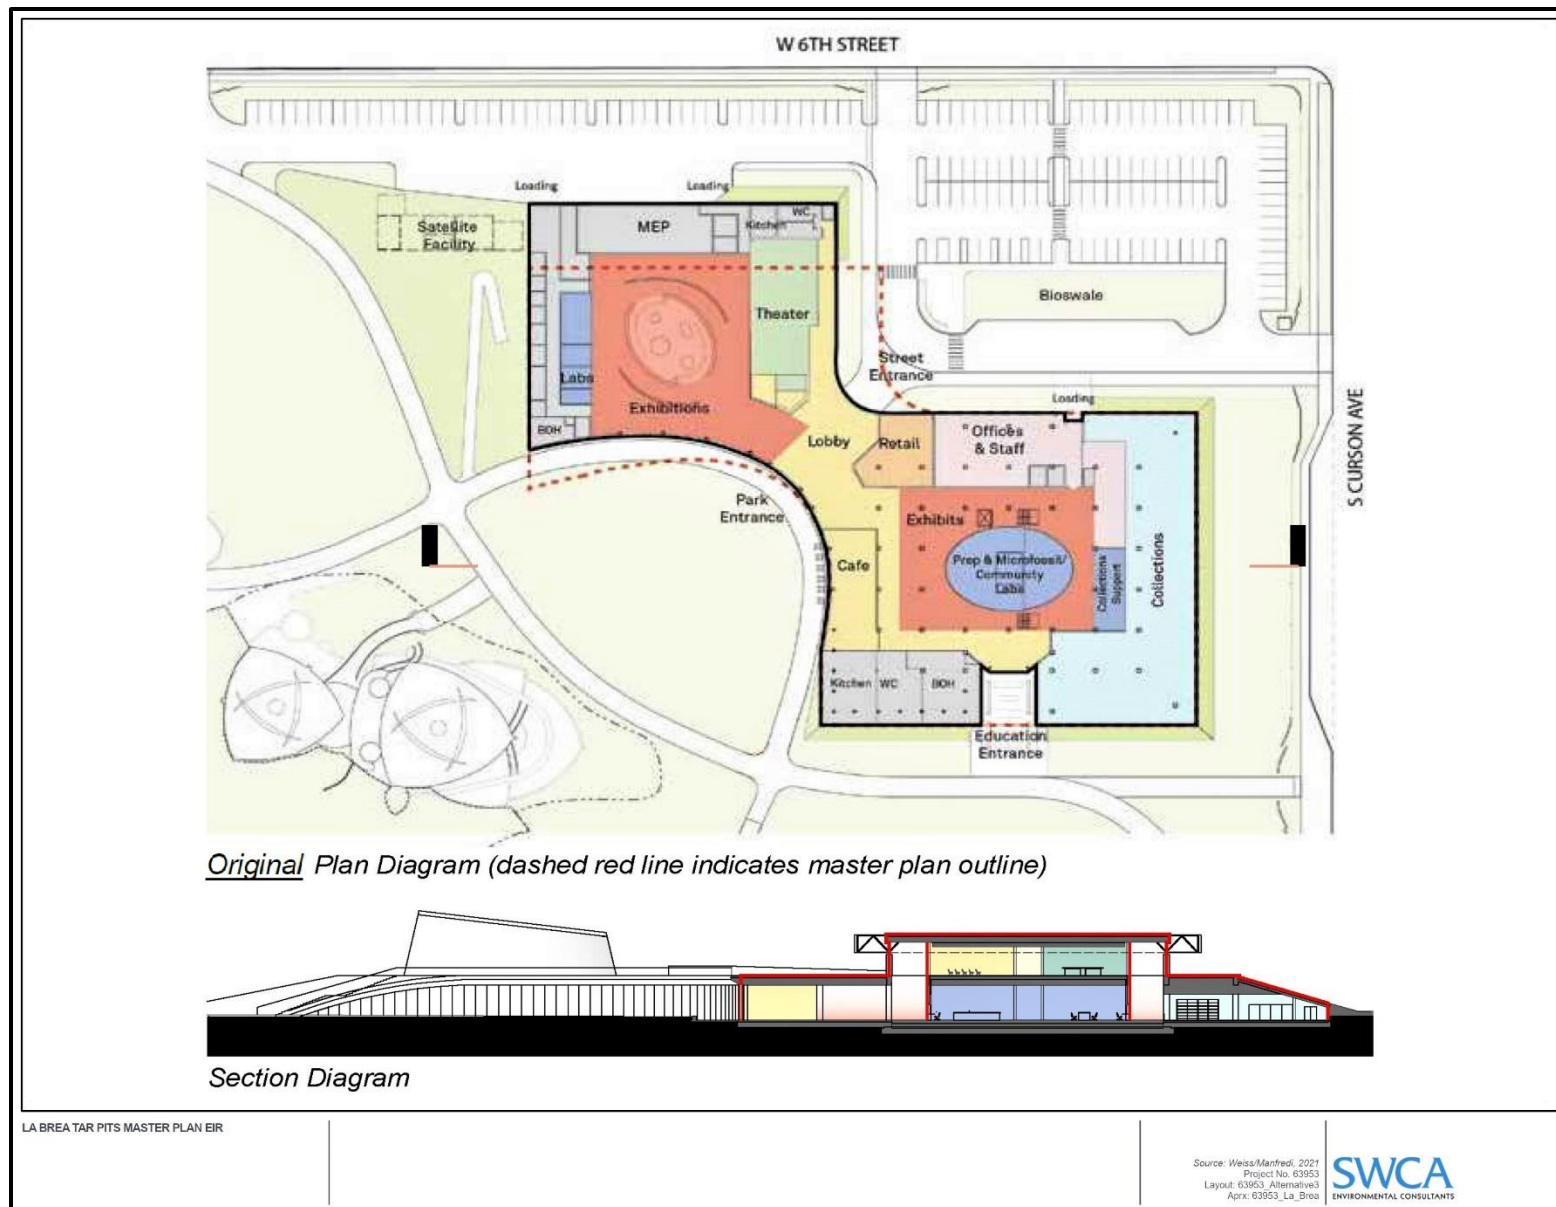 W 6TH STREET
Loading
Loading
WC
Satellite
Facility
MEP
Kitchen
Bioswale
Theater
Street
Entrance
Labs
Loading
Exhibitions
BOH
Lobby
Retail
Offices
& Staff
S CURSON AVE
Park
Entrance
Exhibits
Cafe
Prep & Microfossil/
Community
Labs
Collections
Support
Collections
Kitchen
WC
BOH
Education
Entrance
Original Plan Diagram (dashed red line indicates master plan outline)
Section Diagram
LA BREA TAR PITS MASTER PLAN EIR
Source: Weiss/Manfredi, 2021
Project No. 63953
Layout: 63953_Alternative3
Aprx: 63953_La_Brea
SWCA
ENVIRONMENTAL CONSULTANTS